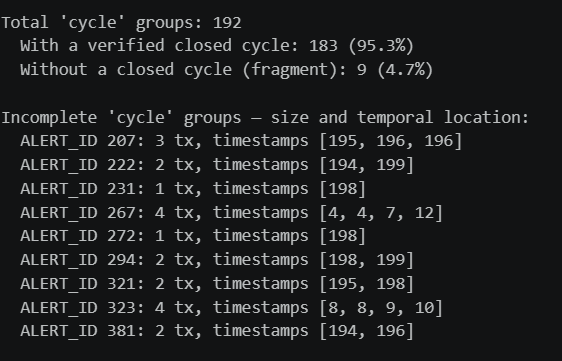 Total 'cycle' groups: 192
With a verified closed cycle: 183 (95.3%)
Without a closed cycle (fragment): 9 (4.7%)
Incomplete 'cycle' groups — size and temporal location:
ALERT_ID 207: 3 tx, timestamps [195, 196, 196]
ALERT_ID 222: 2 tx, timestamps [194, 199]
ALERT_ID 231: 1 tx, timestamps [198]
ALERT_ID 267: 4 tx, timestamps [4, 4, 7, 12]
ALERT_ID 272: 1 tx, timestamps [198]
ALERT_ID 294: 2 tx, timestamps [198, 199]
ALERT_ID 321: 2 tx, timestamps [195, 198]
ALERT_ID 323: 4 tx, timestamps [8, 8, 9, 10]
ALERT_ID 381: 2 tx, timestamps [194, 196]